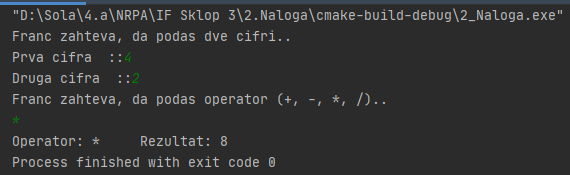 "D:\Sola\4.a\NRPA\IF Sklop 3\2.Naloga\cmake-build-debug\2_Naloga.exe"
Franc zahteva, da podas dve cifri..
Prva cifra  ::4
Druga cifra  ::2
Franc zahteva, da podas operator (+, -, *, /)..
*
Operator: *     Rezultat: 8
Process finished with exit code 0